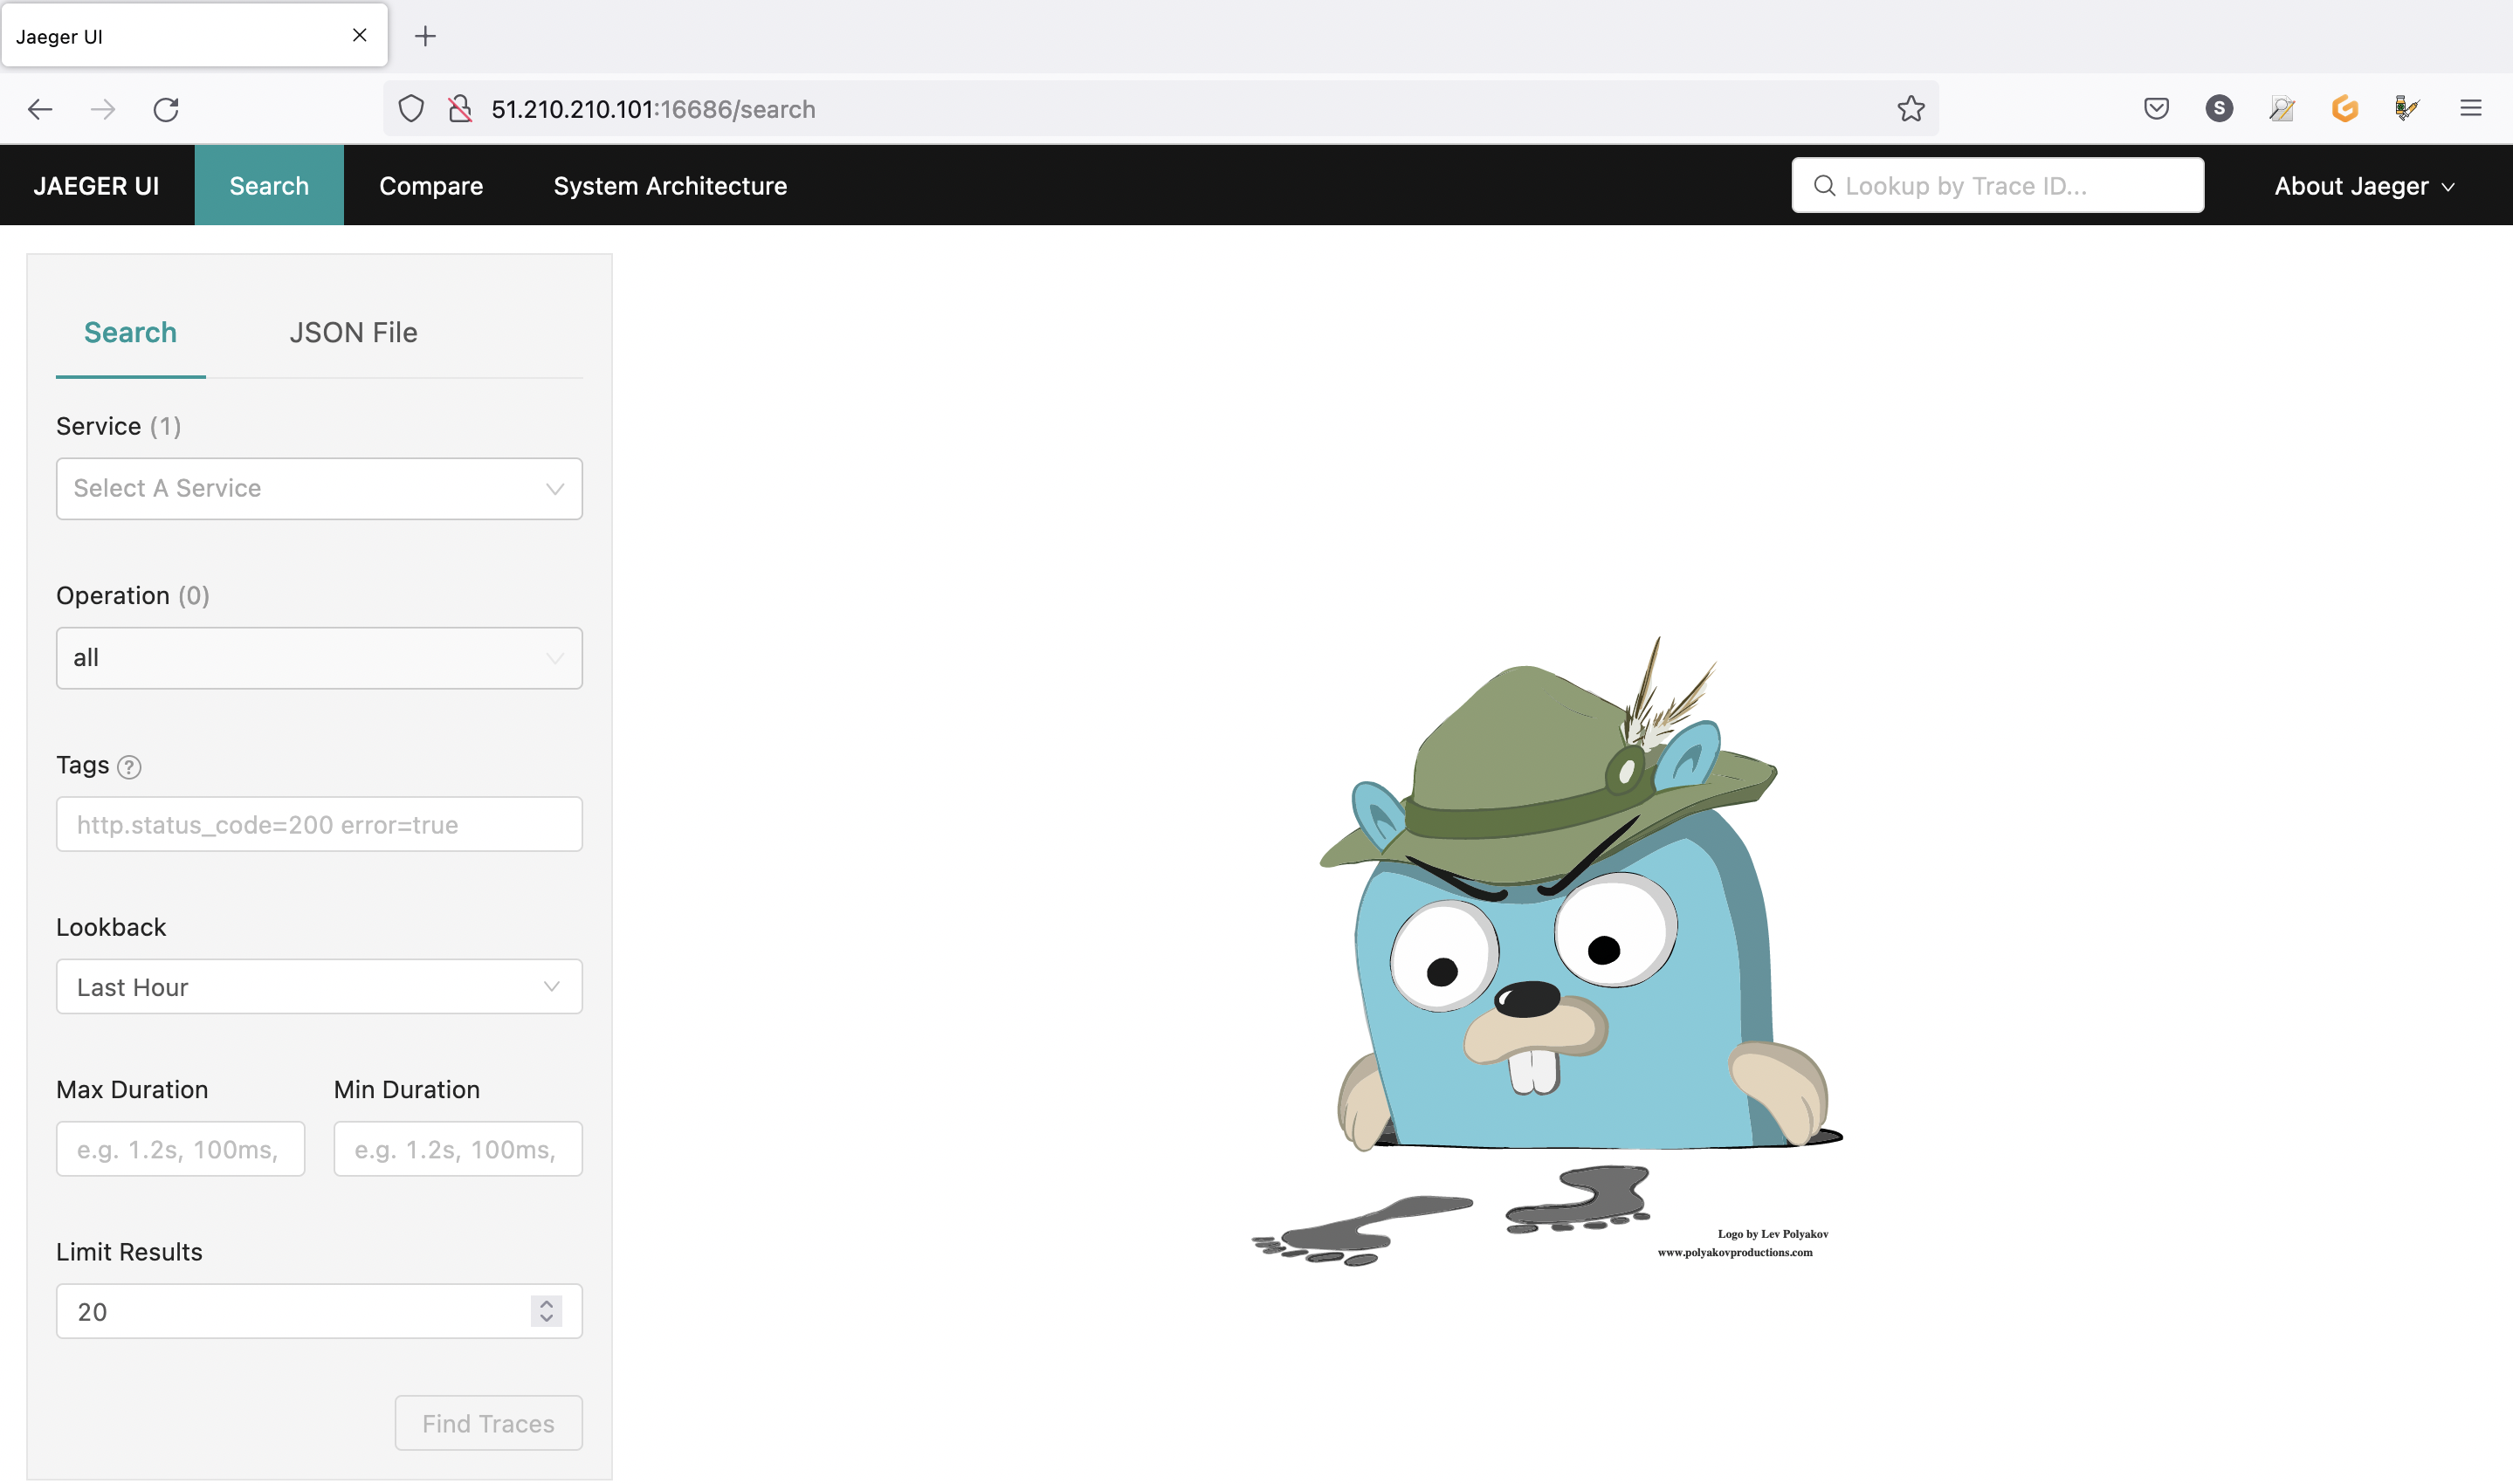 Jaeger UI
51.210.210.101:16686/search
S
JAEGER UI Search Compare System Architecture Lookup by Trace ID... About Jaeger
Search JSON File
Service (1)
Select A Service
Operation (0)
all
Tags ?
http.status_code=200 error=true
Lookback
Last Hour
Max Duration Min Duration
e.g. 1.2s, 100ms, e.g. 1.2s, 100ms,
Limit Results
20
Find Traces
Logo by Lev Polyakov
www.polyakovproductions.com